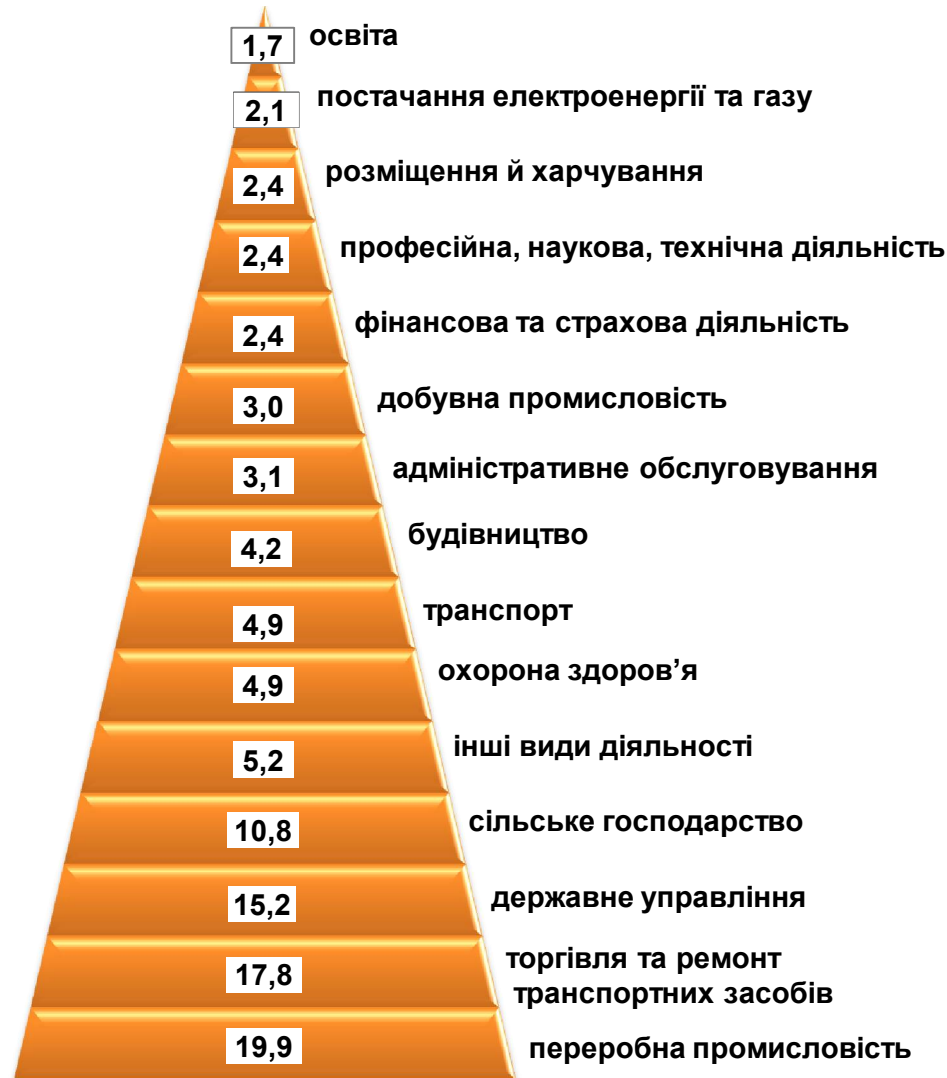 1,7 освіта
2,1 постачання електроенергії та газу
2,4 розміщення й харчування
2,4 професійна, наукова, технічна діяльність
2,4 фінансова та страхова діяльність
3,0 добувна промисловість
3,1 адміністративне обслуговування
4,2 будівництво
4,9 транспорт
4,9 охорона здоров’я
5,2 інші види діяльності
10,8 сільське господарство
15,2 державне управління
17,8 торгівля та ремонт
транспортних засобів
19,9 переробна промисловість